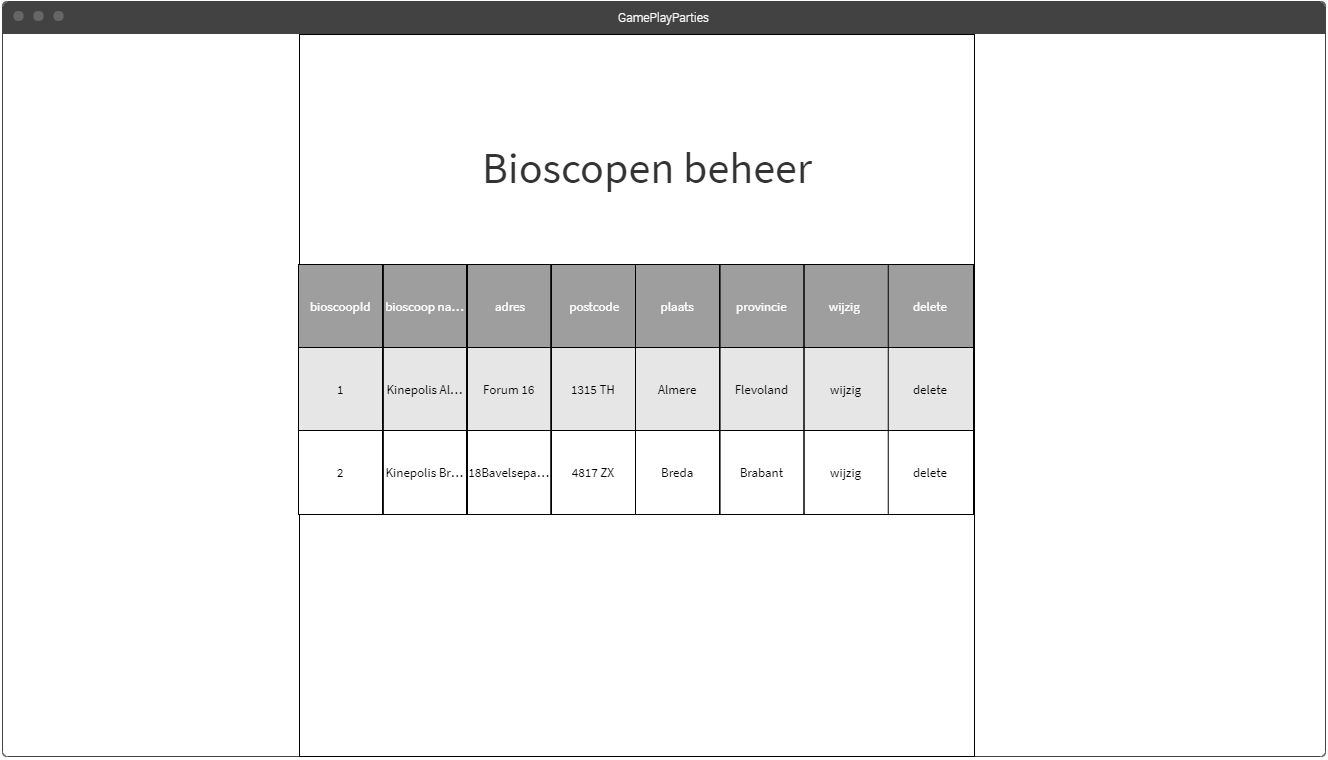 GamePlayParties
Bioscopen beheer
bioscoopId bioscoop na... adres postcode plaats provincie wijzig delete
1 Kinepolis Al... Forum 16 1315 TH Almere Flevoland wijzig delete
2 Kinepolis Br... 18Bavelsepa... 4817 ZX Breda Brabant wijzig delete